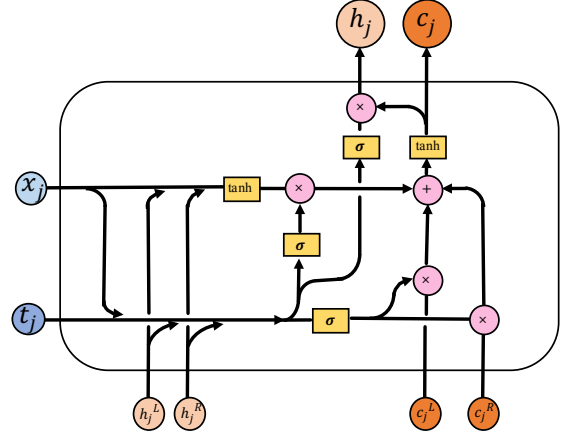 h_j c_j
×
σ tanh
x_j tanh × +
σ
×
t_j σ ×
h_j^L h_j^R c_j^L c_j^R